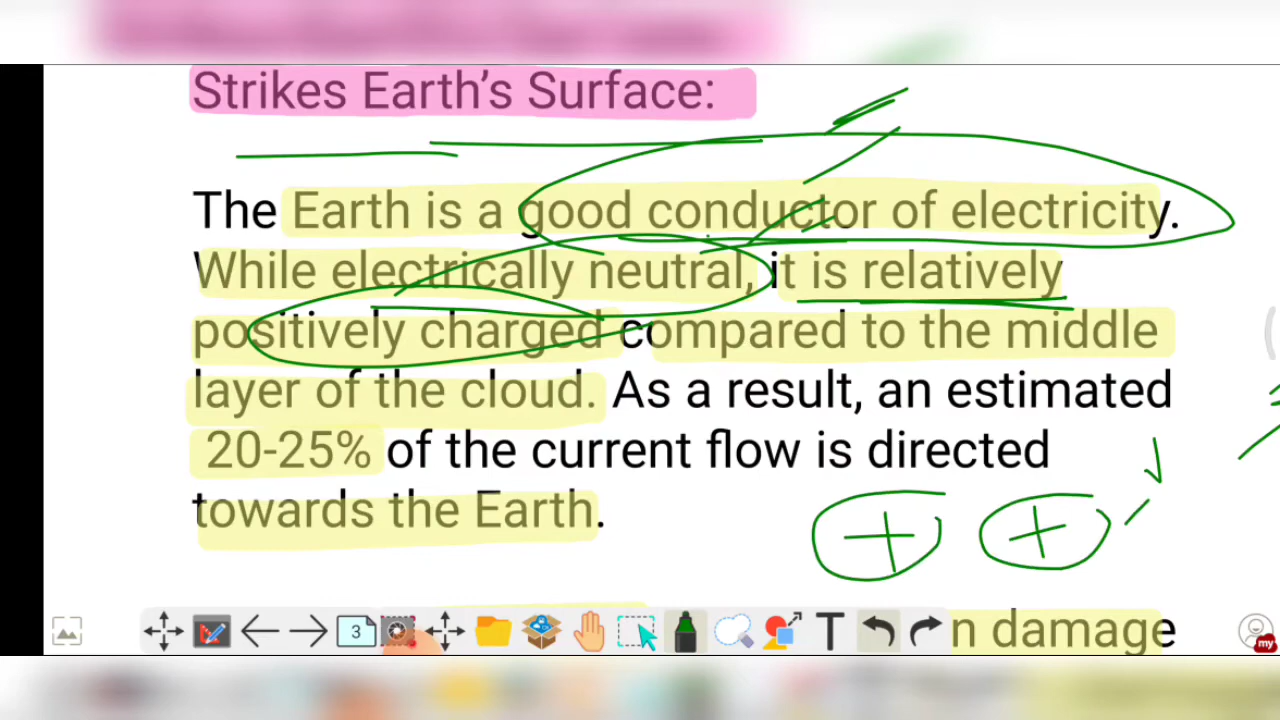 Strikes Earth's Surface:
The Earth is a good conductor of electricity.
While electrically neutral, it is relatively
positively charged compared to the middle
layer of the cloud. As a result, an estimated
20-25% of the current flow is directed
towards the Earth.
n damage
3
T
my